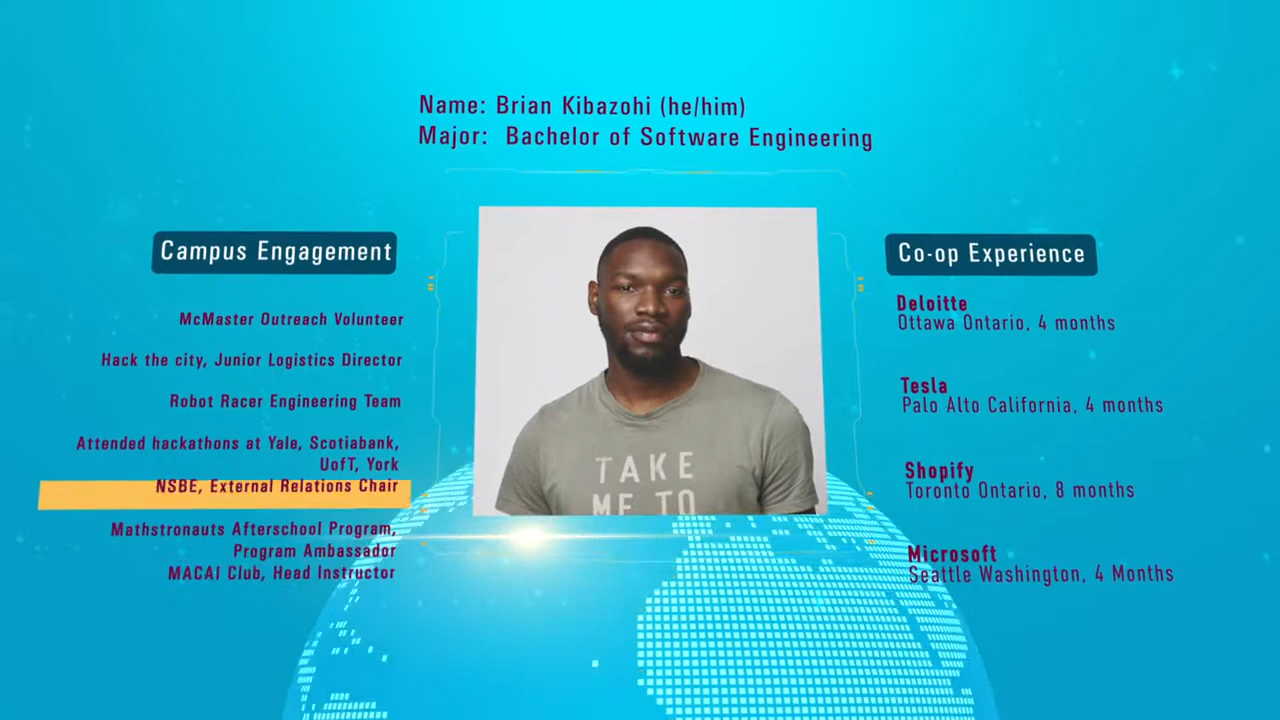 Name: Brian Kibazohi (he/him)
Major: Bachelor of Software Engineering
Campus Engagement
McMaster Outreach Volunteer
Hack the city, Junior Logistics Director
Robot Racer Engineering Team
Attended hackathons at Yale, Scotiabank,
UofT, York
NSBE, External Relations Chair
Mathstronauts Afterschool Program,
Program Ambassador
MACAI Club, Head Instructor
TAKE
ME TO
Co-op Experience
Deloitte
Ottawa Ontario, 4 months
Tesla
Palo Alto California, 4 months
Shopify
Toronto Ontario, 8 months
Microsoft
Seattle Washington, 4 Months